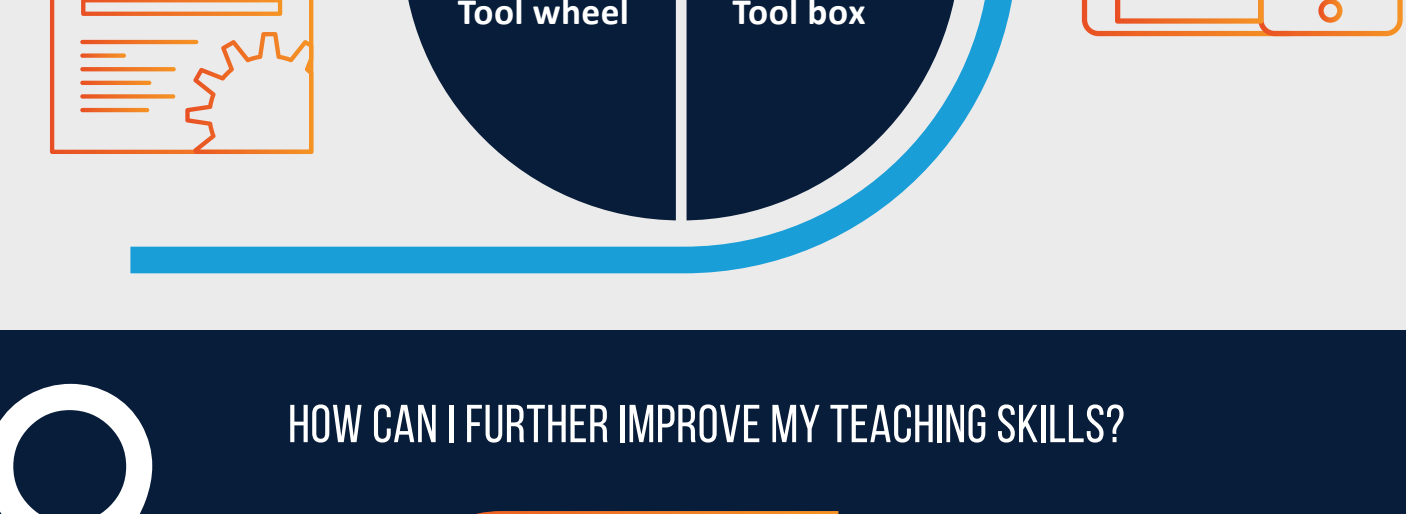 Tool wheel
Tool box
HOW CAN I FURTHER IMPROVE MY TEACHING SKILLS?